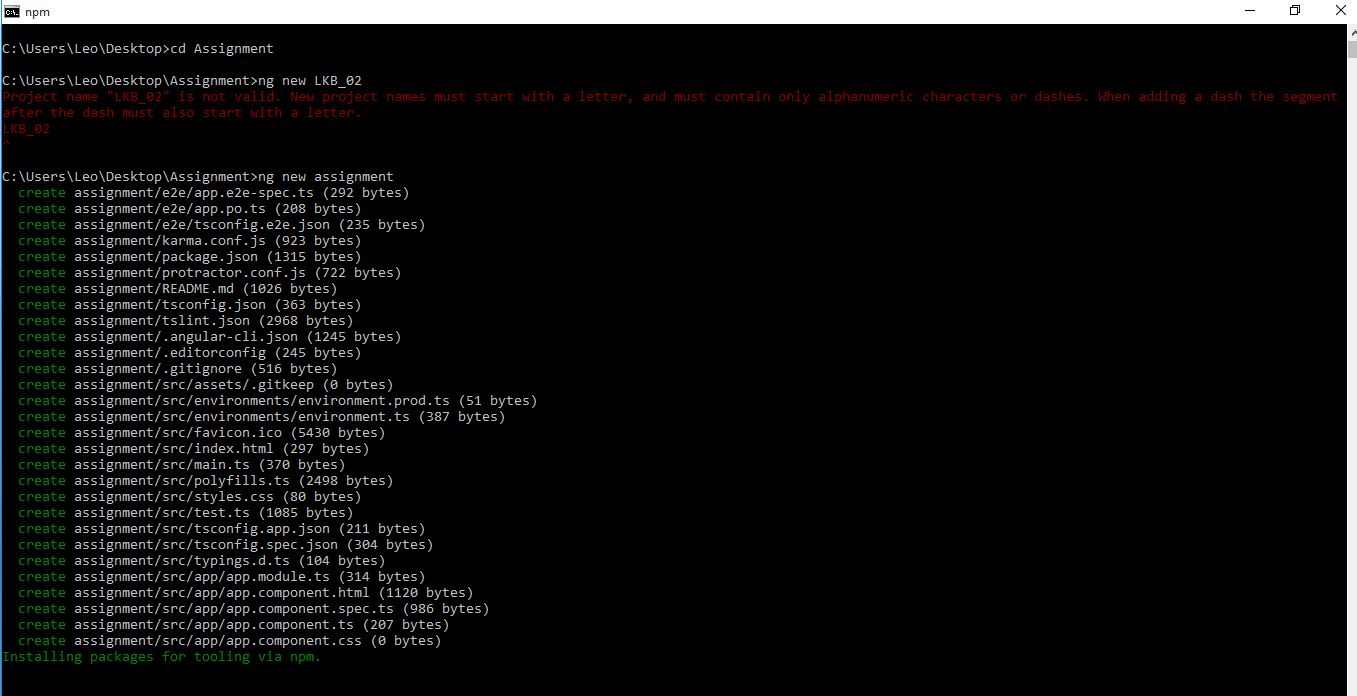 npm
C:\Users\Leo\Desktop>cd Assignment
C:\Users\Leo\Desktop\Assignment>ng new LKB_02
Project name "LKB_02" is not valid. New project names must start with a letter, and must contain only alphanumeric characters or dashes. When adding a dash the segment
after the dash must also start with a letter.
LKB_02
^
C:\Users\Leo\Desktop\Assignment>ng new assignment
create assignment/e2e/app.e2e-spec.ts (292 bytes)
create assignment/e2e/app.po.ts (208 bytes)
create assignment/e2e/tsconfig.e2e.json (235 bytes)
create assignment/karma.conf.js (923 bytes)
create assignment/package.json (1315 bytes)
create assignment/protractor.conf.js (722 bytes)
create assignment/README.md (1026 bytes)
create assignment/tsconfig.json (363 bytes)
create assignment/tslint.json (2968 bytes)
create assignment/.angular-cli.json (1245 bytes)
create assignment/.editorconfig (245 bytes)
create assignment/.gitignore (516 bytes)
create assignment/src/assets/.gitkeep (0 bytes)
create assignment/src/environments/environment.prod.ts (51 bytes)
create assignment/src/environments/environment.ts (387 bytes)
create assignment/src/favicon.ico (5430 bytes)
create assignment/src/index.html (297 bytes)
create assignment/src/main.ts (370 bytes)
create assignment/src/polyfills.ts (2498 bytes)
create assignment/src/styles.css (80 bytes)
create assignment/src/test.ts (1085 bytes)
create assignment/src/tsconfig.app.json (211 bytes)
create assignment/src/tsconfig.spec.json (304 bytes)
create assignment/src/typings.d.ts (104 bytes)
create assignment/src/app/app.module.ts (314 bytes)
create assignment/src/app/app.component.html (1120 bytes)
create assignment/src/app/app.component.spec.ts (986 bytes)
create assignment/src/app/app.component.ts (207 bytes)
create assignment/src/app/app.component.css (0 bytes)
Installing packages for tooling via npm.